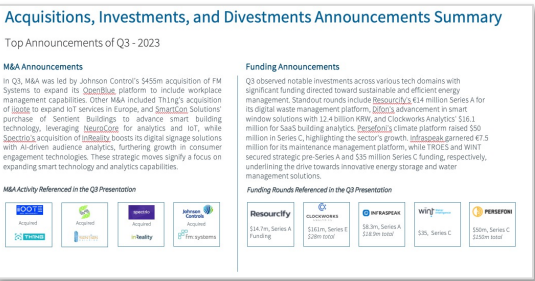 Acquisitions, Investments, and Divestments Announcements Summary
Top Announcements of Q3 - 2023
M&A Announcements
In Q3, M&A was led by Johnson Control's $455m acquisition of FM
Systems to expand its OpenBlue platform to include workplace
management capabilities. Other M&A included Th1ng's acquisition
of iioote to expand IoT services in Europe, and SmartCon Solutions'
purchase of Sentient Buildings to advance smart building
technology, leveraging NeuroCore for analytics and IoT, while
Spectrio's acquisition of InReality boosts its digital signage solutions
with AI-driven audience analytics, furthering growth in consumer
engagement technologies. These strategic moves signify a focus on
expanding smart technology and analytics capabilities.
M&A Activity Referenced in the Q3 Presentation
iiOOTE
Acquired
TH1NG
Acquired
spectrio
Acquired
inReality
Johnson Controls
Acquired
fm systems
Funding Announcements
Q3 observed notable investments across various tech domains with
significant funding directed toward sustainable and efficient energy
management. Standout rounds include Resourcify's €14 million Series A for
its digital waste management platform, Difon's advancement in smart
window solutions with 12.4 billion KRW, and Clockworks Analytics' $16.1
million for SaaS building analytics. Persefoni's climate platform raised $50
million in Series C, highlighting the sector's growth. Infraspeak garnered €7.5
million for its maintenance management platform, while TROES and WINT
secured strategic pre-Series A and $35 million Series C funding, respectively,
underlining the drive towards innovative energy storage and water
management solutions.
Funding Rounds Referenced in the Q3 Presentation
Resourcify
$14.7m, Series A
Funding
CLOCKWORKS
$161m, Series E
$28m total
INFRASPEAK
$8.3m, Series A
$18.9m total
wint
$35, Series C
PERSEFONI
$50m, Series C
$150m total